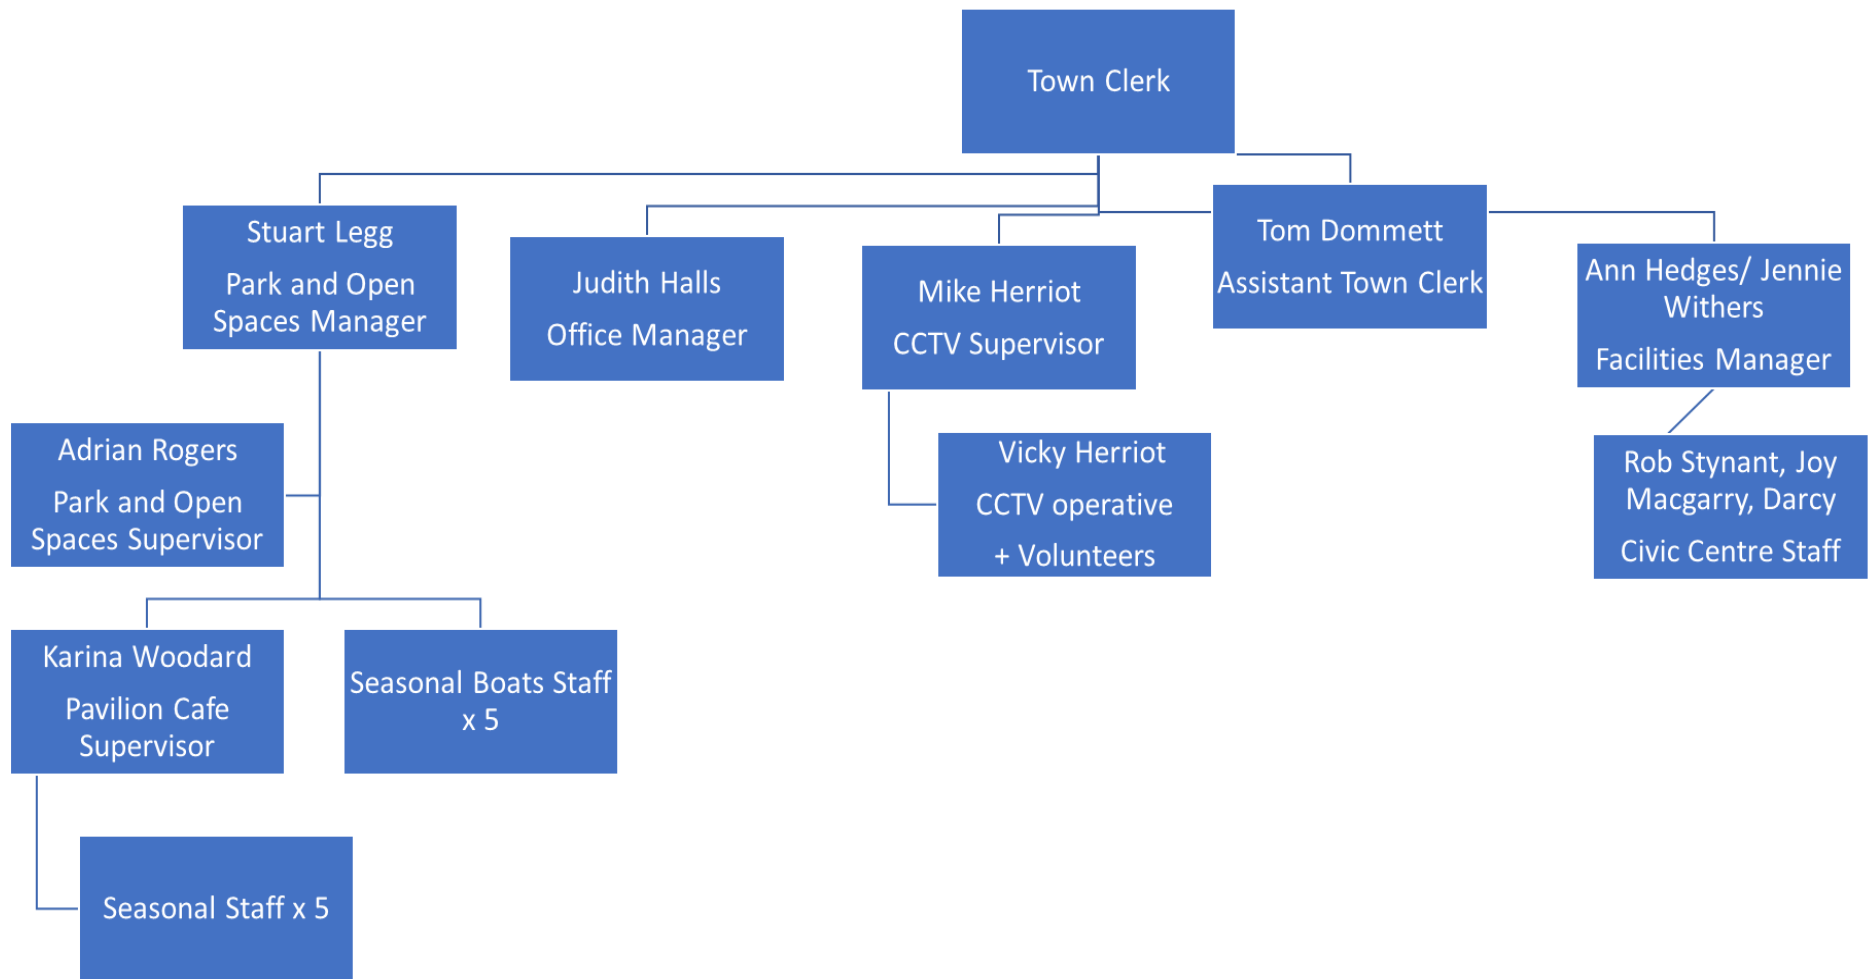 Town Clerk
Stuart Legg
Park and Open
Spaces Manager
Judith Halls
Office Manager
Mike Herriot
CCTV Supervisor
Tom Dommett
Assistant Town Clerk
Ann Hedges/ Jennie
Withers
Facilities Manager
Adrian Rogers
Park and Open
Spaces Supervisor
Vicky Herriot
CCTV operative
+ Volunteers
Rob Stynant, Joy
Macgarry, Darcy
Civic Centre Staff
Karina Woodard
Pavilion Cafe
Supervisor
Seasonal Boats Staff
x 5
Seasonal Staff x 5